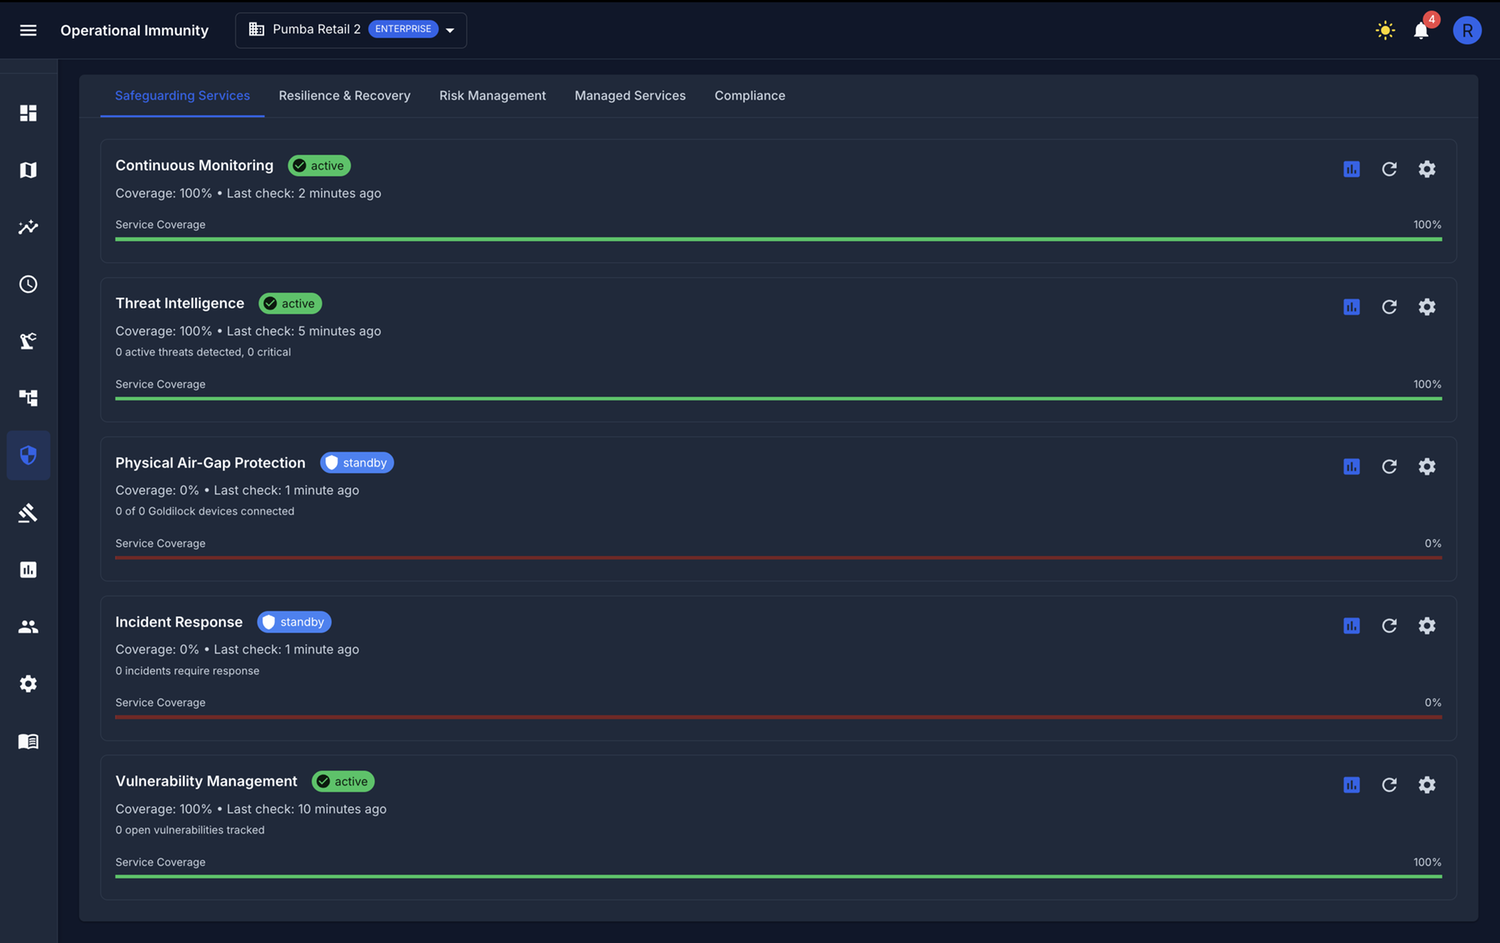 Operational Immunity
Pumba Retail 2 ENTERPRISE
4
R
Safeguarding Services Resilience & Recovery Risk Management Managed Services Compliance
Continuous Monitoring active
Coverage: 100% • Last check: 2 minutes ago
Service Coverage 100%
Threat Intelligence active
Coverage: 100% • Last check: 5 minutes ago
0 active threats detected, 0 critical
Service Coverage 100%
Physical Air-Gap Protection standby
Coverage: 0% • Last check: 1 minute ago
0 of 0 Goldilock devices connected
Service Coverage 0%
Incident Response standby
Coverage: 0% • Last check: 1 minute ago
0 incidents require response
Service Coverage 0%
Vulnerability Management active
Coverage: 100% • Last check: 10 minutes ago
0 open vulnerabilities tracked
Service Coverage 100%